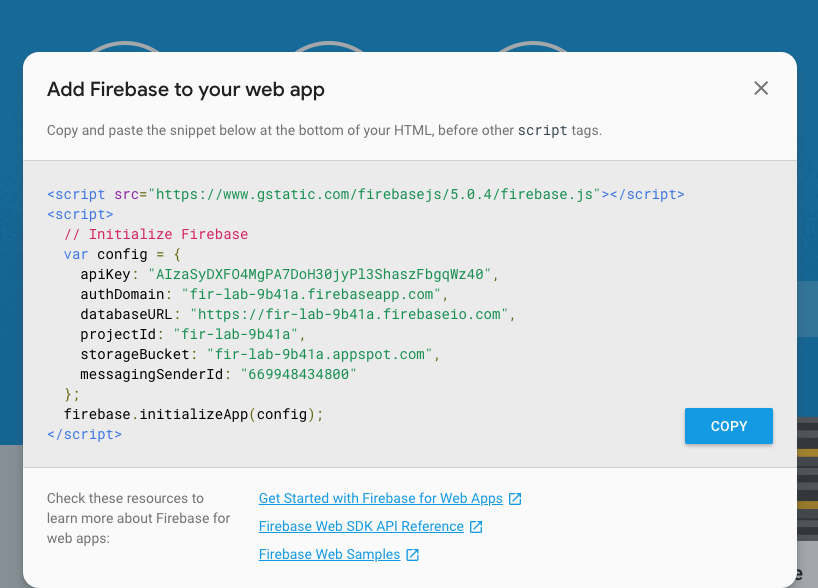 Add Firebase to your web app
Copy and paste the snippet below at the bottom of your HTML, before other script tags.
<script src="https://www.gstatic.com/firebasejs/5.0.4/firebase.js"></script>
<script>
  // Initialize Firebase
  var config = {
    apiKey: "AIzaSyDXFO4MgPA7DoH30jyPl3ShaszFbgqWz40",
    authDomain: "fir-lab-9b41a.firebaseapp.com",
    databaseURL: "https://fir-lab-9b41a.firebaseio.com",
    projectId: "fir-lab-9b41a",
    storageBucket: "fir-lab-9b41a.appspot.com",
    messagingSenderId: "669948434800"
  };
  firebase.initializeApp(config);
</script>
COPY
Check these resources to
learn more about Firebase for
web apps:
Get Started with Firebase for Web Apps
Firebase Web SDK API Reference
Firebase Web Samples